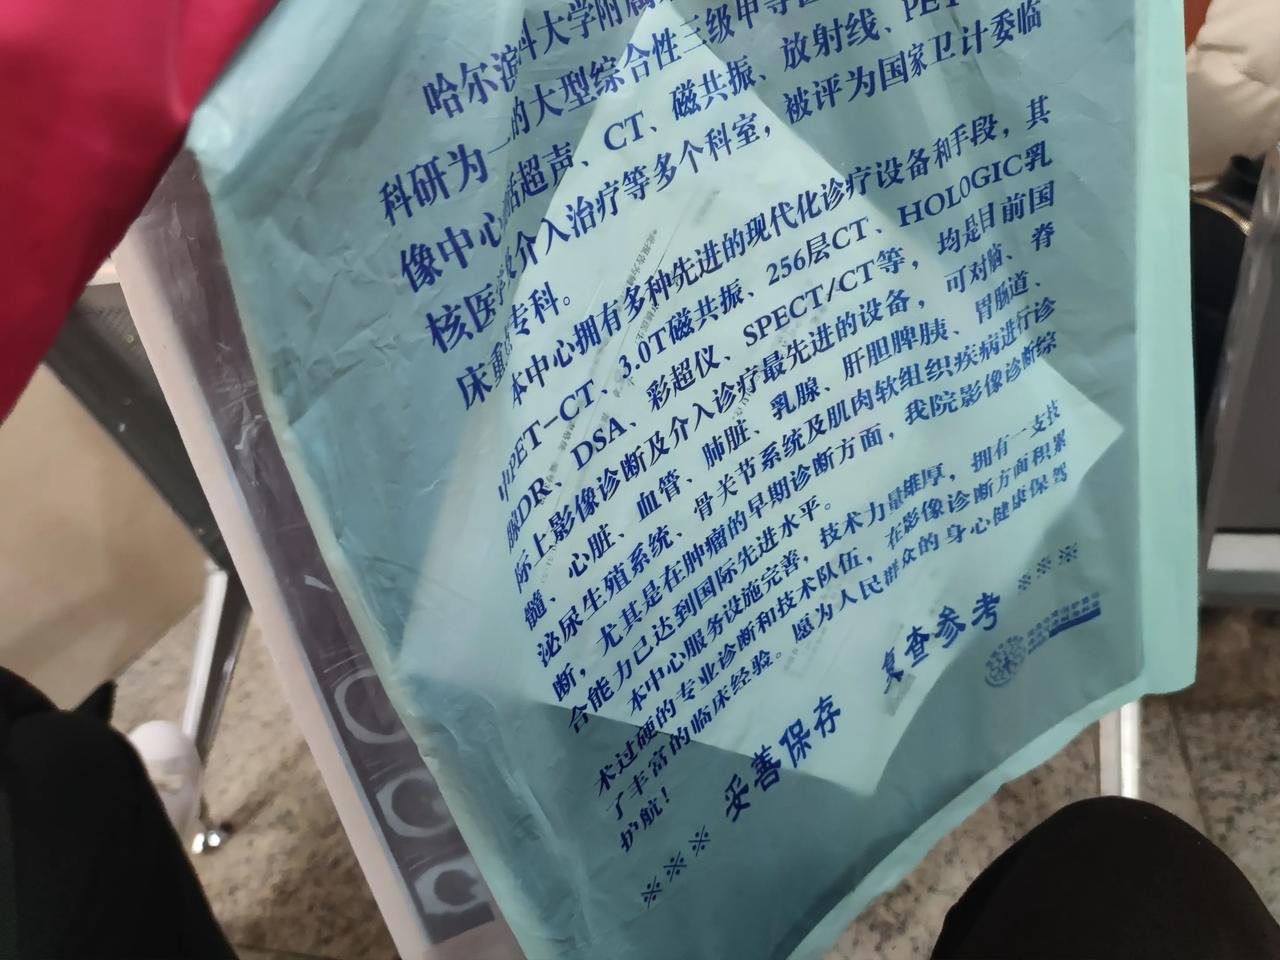 哈尔滨科大学附属
科研为一的大型综合性三级甲等医
像中心括超声、CT、磁共振、放射线、PET
核医学及介入治疗等多个科室，被评为国家卫计委临
床重点专科。
本中心拥有多种先进的现代化诊疗设备和手段，其
中PET-CT、3.0T磁共振、256层CT、HOLOGIC乳
腺DR、DSA、彩超仪、SPECT/CT等，均是目前国
际上影像诊断及介入诊疗最先进的设备，可对脑、脊
髓、心脏、血管、肺脏、乳腺、肝胆脾胰、胃肠道、
泌尿生殖系统、骨关节系统及肌肉软组织疾病进行诊
断，尤其是在肿瘤的早期诊断方面，我院影像诊断综
合能力已达到国际先进水平。
本中心服务设施完善，技术力量雄厚，拥有一支技
术过硬的专业诊断和技术队伍，在影像诊断方面积累
了丰富的临床经验。愿为人民群众的身心健康保驾
护航！
※※※ 妥善保存 复查参考 ※※※